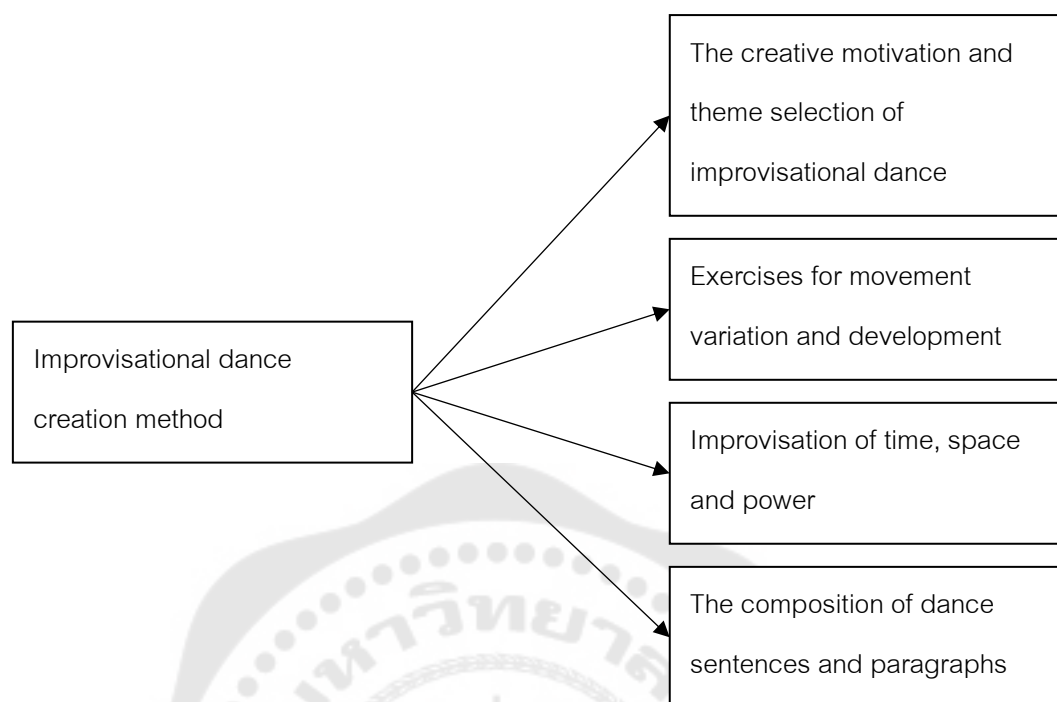 The creative motivation and
theme selection of
improvisational dance
Exercises for movement
variation and development
Improvisational dance
creation method
Improvisation of time, space
and power
The composition of dance
sentences and paragraphs